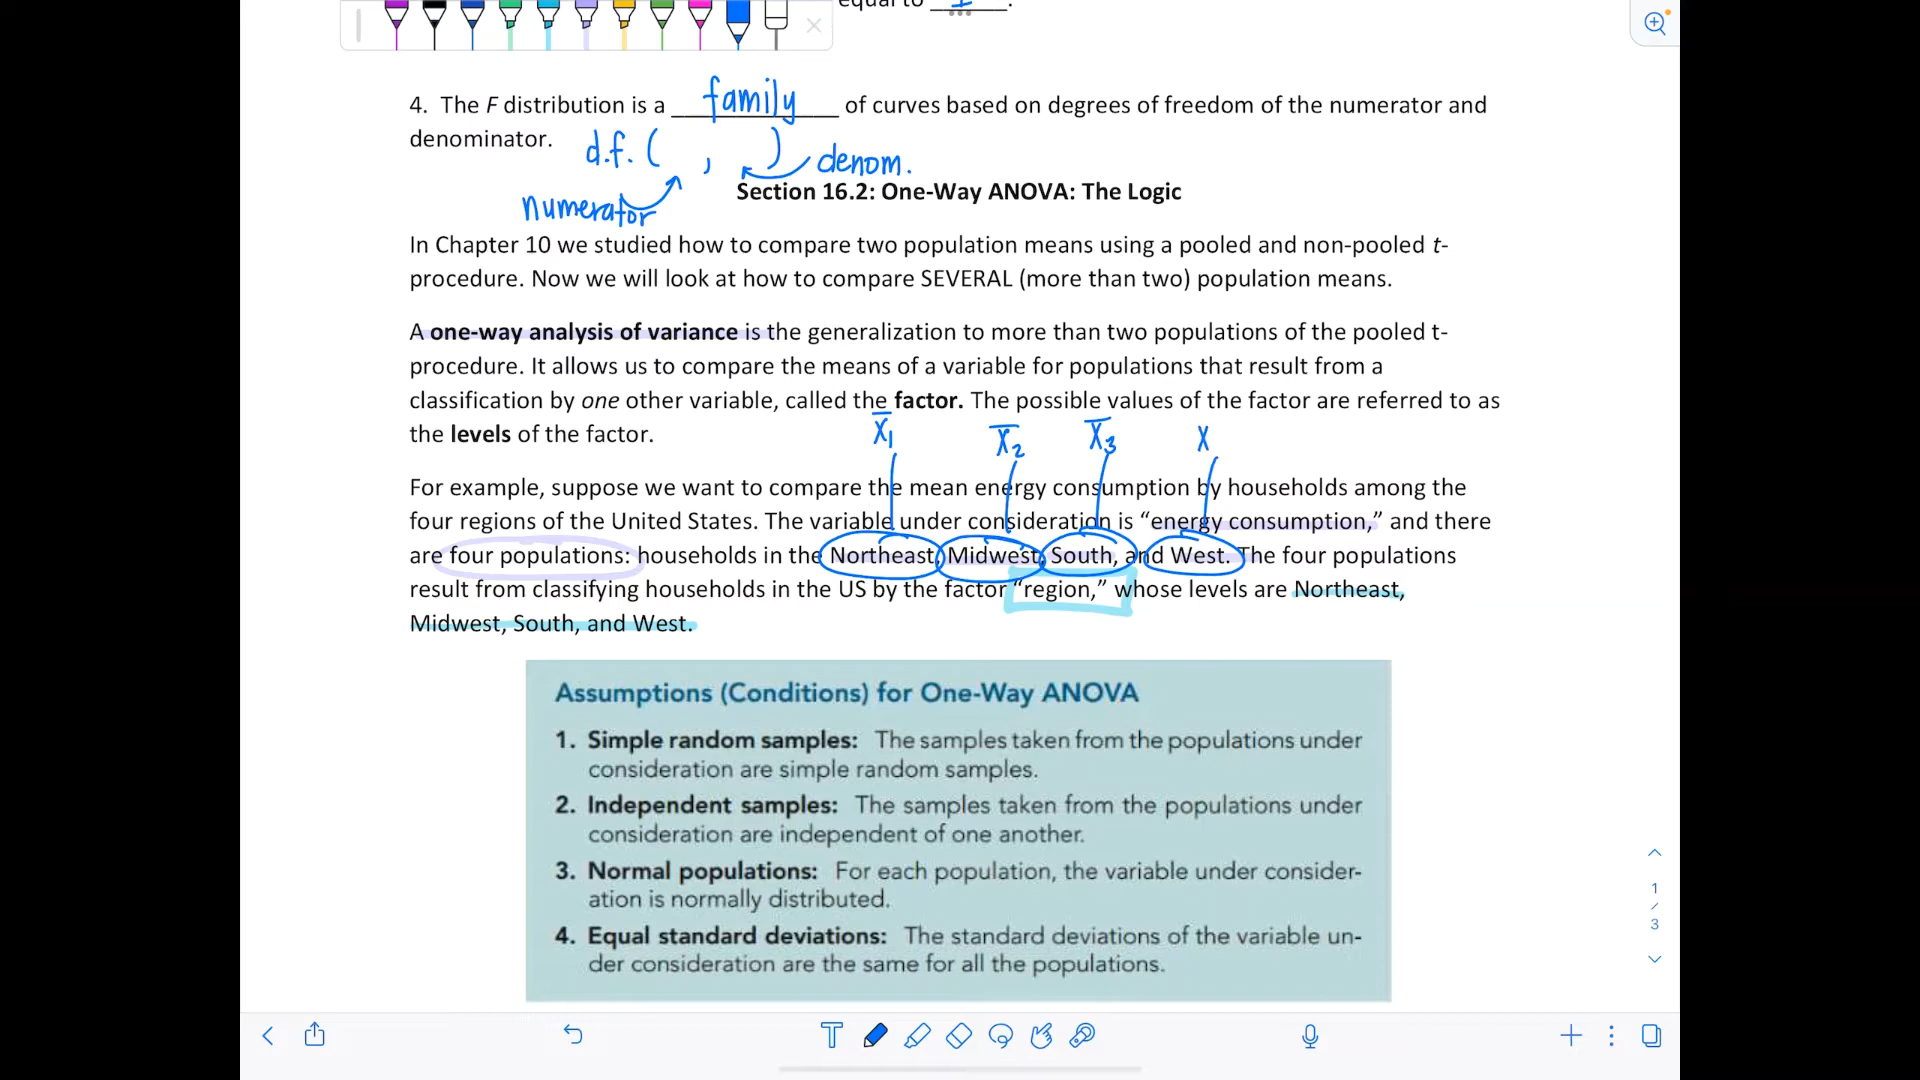 equal to 1.
4. The F distribution is a family of curves based on degrees of freedom of the numerator and
denominator. d.f. ( , ) denom.
numerator
Section 16.2: One-Way ANOVA: The Logic
In Chapter 10 we studied how to compare two population means using a pooled and non-pooled t-
procedure. Now we will look at how to compare SEVERAL (more than two) population means.
A one-way analysis of variance is the generalization to more than two populations of the pooled t-
procedure. It allows us to compare the means of a variable for populations that result from a
classification by one other variable, called the factor. The possible values of the factor are referred to as
the levels of the factor.
x̄₁ x̄₂ x̄₃ x
For example, suppose we want to compare the mean energy consumption by households among the
four regions of the United States. The variable under consideration is “energy consumption,” and there
are four populations: households in the Northeast, Midwest, South, and West. The four populations
result from classifying households in the US by the factor “region,” whose levels are Northeast,
Midwest, South, and West.
Assumptions (Conditions) for One-Way ANOVA
1. Simple random samples: The samples taken from the populations under
consideration are simple random samples.
2. Independent samples: The samples taken from the populations under
consideration are independent of one another.
3. Normal populations: For each population, the variable under consider-
ation is normally distributed.
4. Equal standard deviations: The standard deviations of the variable un-
der consideration are the same for all the populations.
1
/
3
T